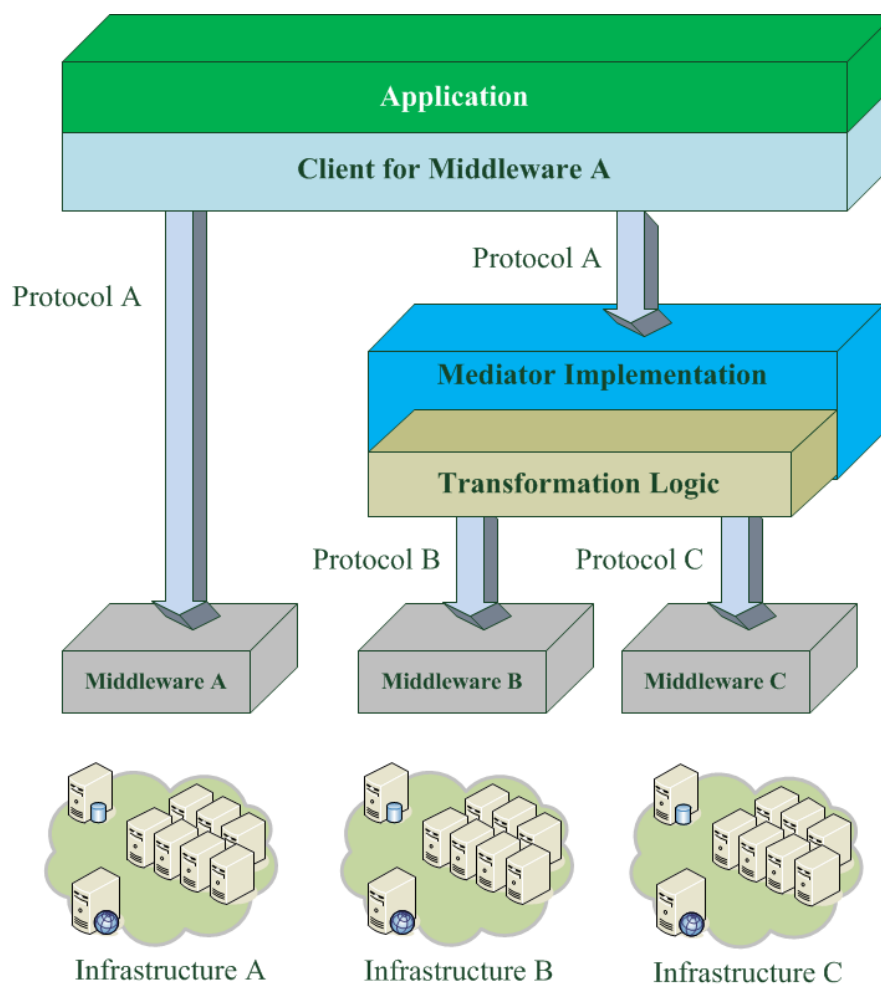 Application
Client for Middleware A
Protocol A
Protocol A
Mediator Implementation
Transformation Logic
Protocol B
Protocol C
Middleware A
Middleware B
Middleware C
Infrastructure A
Infrastructure B
Infrastructure C